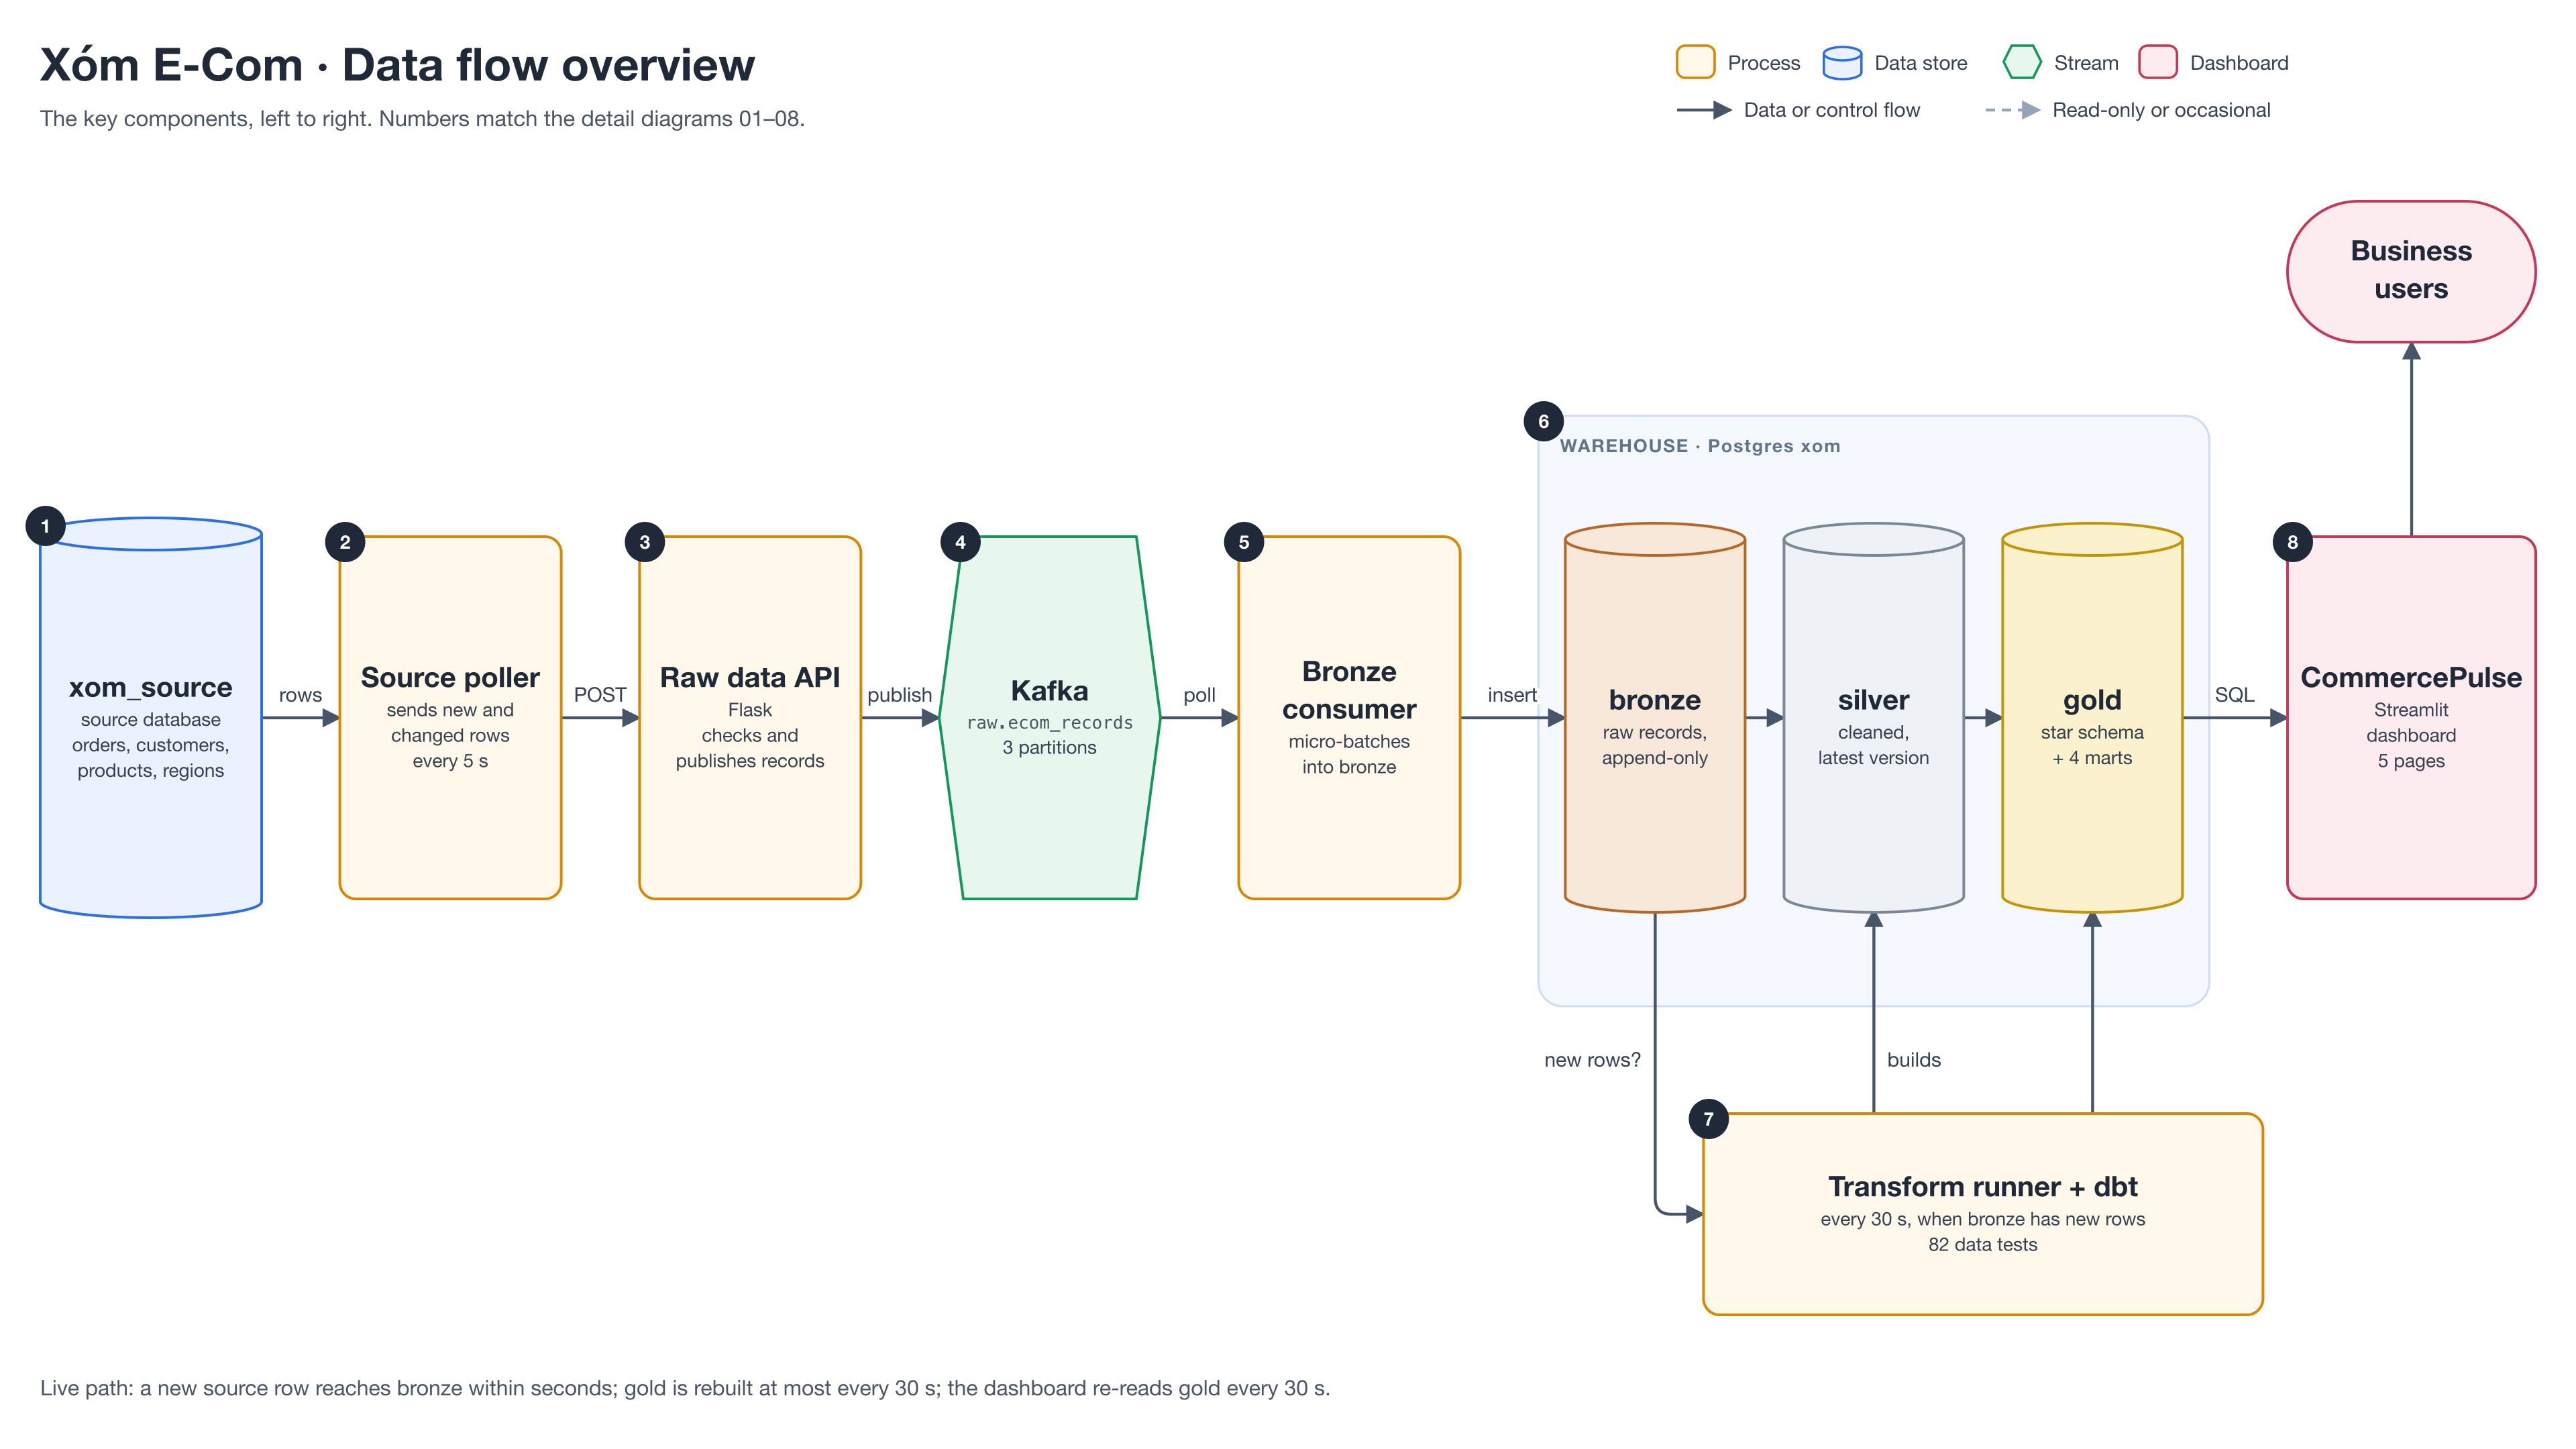 Xóm E-Com · Data flow overview
The key components, left to right. Numbers match the detail diagrams 01–08.
Process
Data store
Stream
Dashboard
Data or control flow
Read-only or occasional
Business
users
6
WAREHOUSE · Postgres xom
1
xom_source
source database
orders, customers,
products, regions
rows
2
Source poller
sends new and
changed rows
every 5 s
POST
3
Raw data API
Flask
checks and
publishes records
publish
4
Kafka
raw.ecom_records
3 partitions
poll
5
Bronze
consumer
micro-batches
into bronze
insert
bronze
raw records,
append-only
silver
cleaned,
latest version
gold
star schema
+ 4 marts
SQL
8
CommercePulse
Streamlit
dashboard
5 pages
new rows?
builds
7
Transform runner + dbt
every 30 s, when bronze has new rows
82 data tests
Live path: a new source row reaches bronze within seconds; gold is rebuilt at most every 30 s; the dashboard re-reads gold every 30 s.